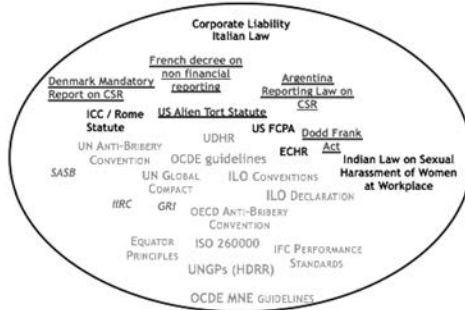 Corporate Liability
Italian Law
French decree on
non financial
reporting
Denmark Mandatory
Report on CSR
Argentina
Reporting Law on
CSR
ICC / Rome
Statute
US Alien Tort Statute
US FCPA
Dodd Frank
Act
UDHR
UN ANTI-BRIBERY
CONVENTION
OCDE guidelines
ECHR
Indian Law on Sexual
Harassment of Women
at Workplace
SASB
UN GLOBAL
COMPACT
ILO CONVENTIONS
ILO DECLARATION
IIRC
GRI
OECD ANTI-BRIBERY
CONVENTION
EQUATOR
PRINCIPLES
ISO 260000
IFC PERFORMANCE
STANDARDS
UNGPs (HDRR)
OCDE MNE GUIDELINES